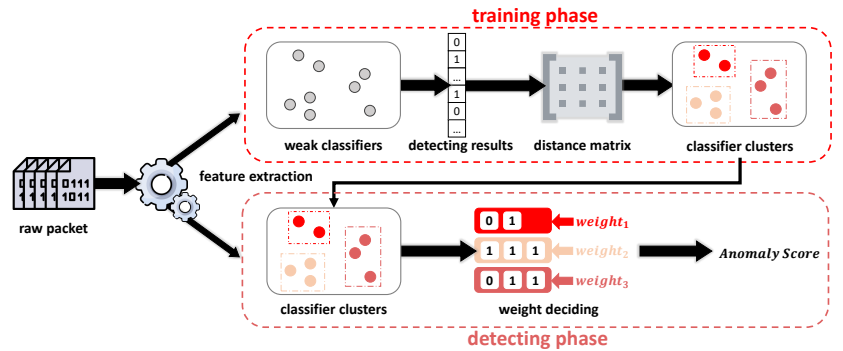 training phase
0
1
...
1
0
...
weak classifiers
detecting results
distance matrix
classifier clusters
0111
1011
raw packet
feature extraction
0 1
weight₁
1 1 1
weight₂
0 1 1
weight₃
Anomaly Score
classifier clusters
weight deciding
detecting phase